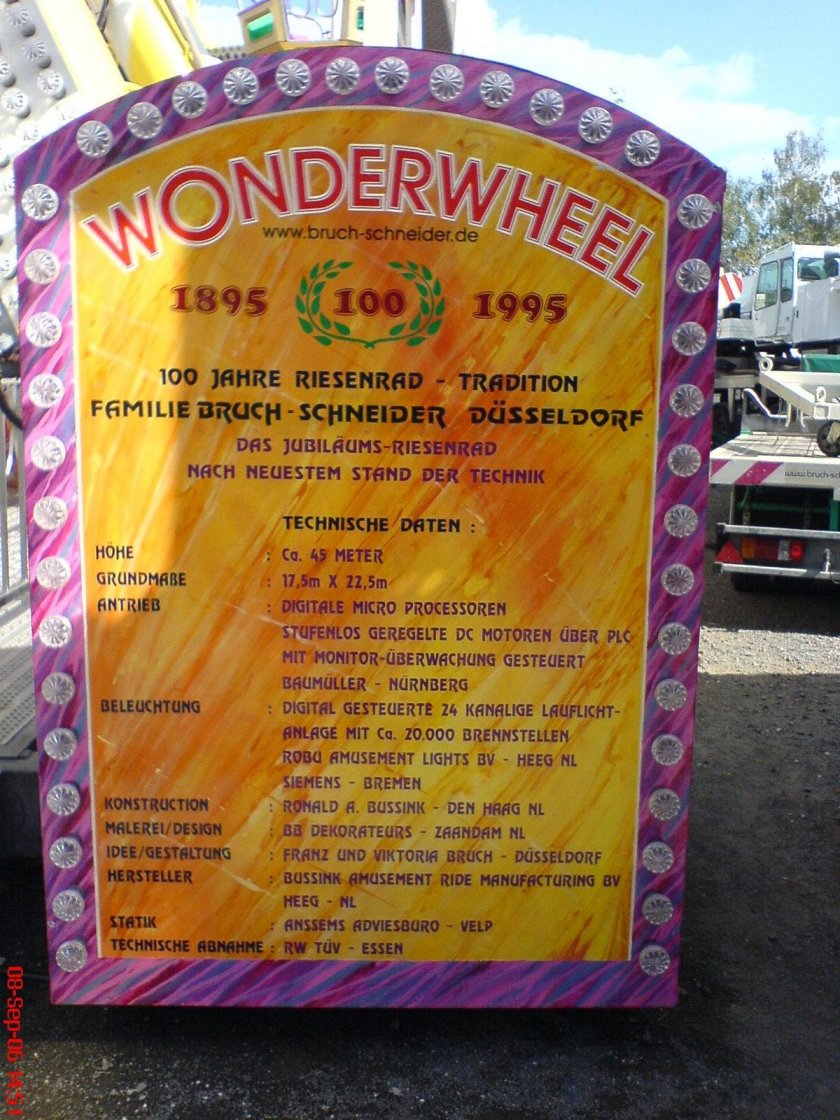 WONDERWHEEL
www.bruch-schneider.de
1895 100 1995
100 JAHRE RIESENRAD - TRADITION
FAMILIE BRUCH - SCHNEIDER DÜSSELDORF
DAS JUBILÄUMS-RIESENRAD
NACH NEUESTEM STAND DER TECHNIK
TECHNISCHE DATEN :
HÖHE : Ca. 45 METER
GRUNDMAßE : 17,5m X 22,5m
ANTRIEB : DIGITALE MICRO PROCESSOREN
STUFENLOS GEREGELTE DC MOTOREN ÜBER PLC
MIT MONITOR-ÜBERWACHUNG GESTEUERT
BAUMÜLLER - NÜRNBERG
BELEUCHTUNG : DIGITAL GESTEUERTE 24 KANALIGE LAUFLICHT-
ANLAGE MIT Ca. 20.000 BRENNSTELLEN
ROBU AMUSEMENT LIGHTS BV - HEEG NL
SIEMENS - BREMEN
KONSTRUCTION : RONALD A. BUSSINK - DEN HAAG NL
MALEREI/DESIGN : BB DEKORATEURS - ZAANDAM NL
IDEE/GESTALTUNG : FRANZ UND VIKTORIA BRUCH - DÜSSELDORF
HERSTELLER : BUSSINK AMUSEMENT RIDE MANUFACTURING BV
HEEG - NL
STATIK : ANSSEMS ADVIESBURO - VELP
TECHNISCHE ABNAHME : RW TÜV - ESSEN
www.bruch-sch
08-Sep-06 14:51